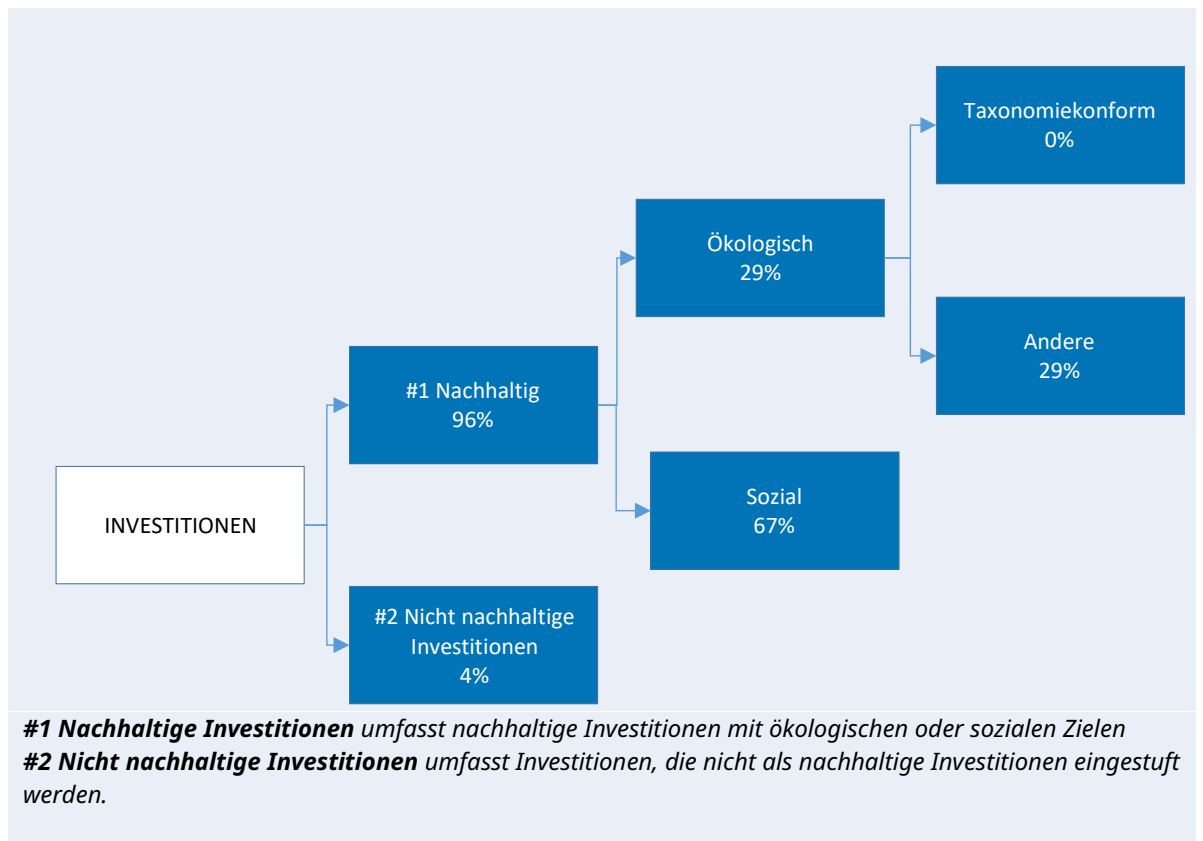 Taxonomiekonform
0%
Ökologisch
29%
Andere
29%
#1 Nachhaltig
96%
Sozial
67%
INVESTITIONEN
#2 Nicht nachhaltige
Investitionen
4%
#1 Nachhaltige Investitionen umfasst nachhaltige Investitionen mit ökologischen oder sozialen Zielen
#2 Nicht nachhaltige Investitionen umfasst Investitionen, die nicht als nachhaltige Investitionen eingestuft
werden.